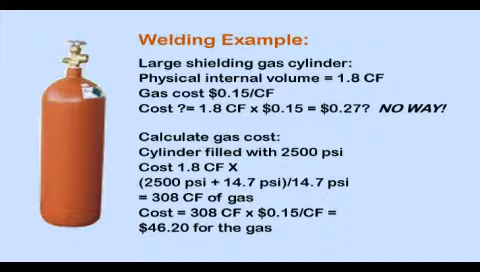 Welding Example:
Large shielding gas cylinder:
Physical internal volume = 1.8 CF
Gas cost $0.15/CF
Cost ?= 1.8 CF x $0.15 = $0.27? NO WAY!
Calculate gas cost:
Cylinder filled with 2500 psi
Cost 1.8 CF X
(2500 psi + 14.7 psi)/14.7 psi
= 308 CF of gas
Cost = 308 CF x $0.15/CF =
$46.20 for the gas